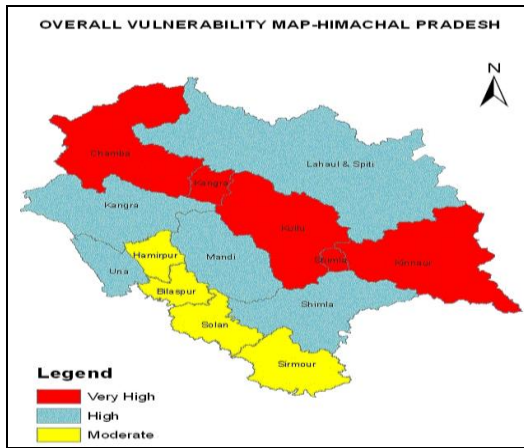 OVERALL VULNERABILITY MAP-HIMACHAL PRADESH
N
Chamba
Lahaul & Spiti
Kangra
Kangra
Kullu
Hamirpur
Mandi
Shimla
Kinnaur
Una
Bilaspur
Shimla
Solan
Sirmour
Legend
Very High
High
Moderate